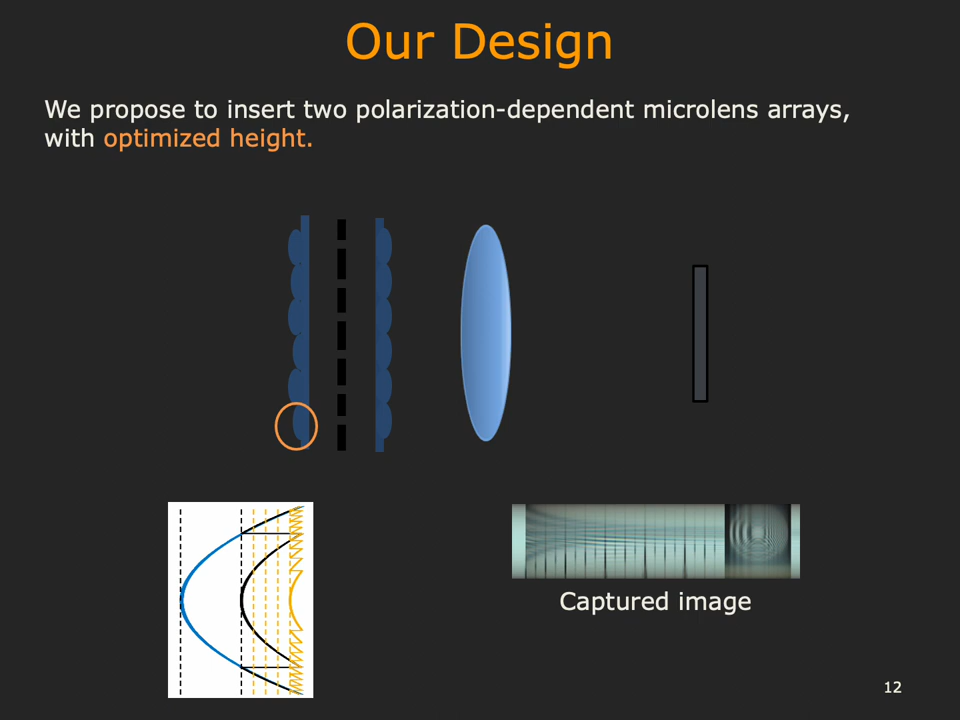 Our Design
We propose to insert two polarization-dependent microlens arrays,
with optimized height.
Captured image
12